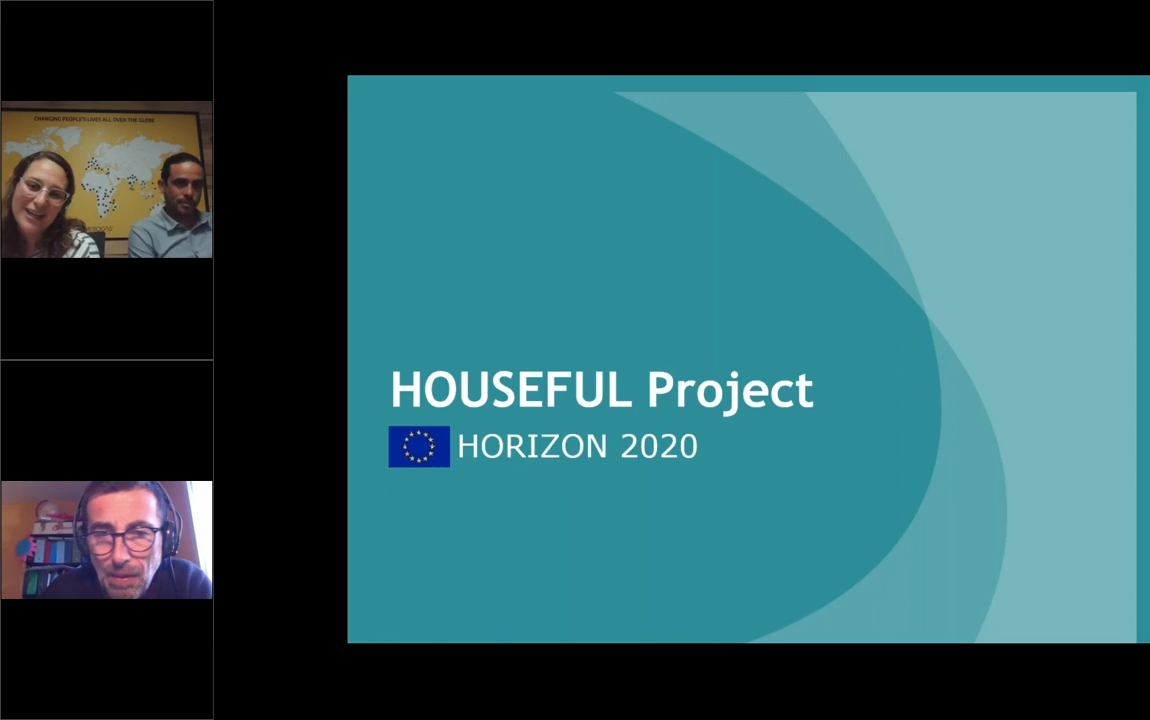 CHANGING PEOPLE'S LIVES ALL OVER THE GLOBE
HOUSEFUL Project
HORIZON 2020